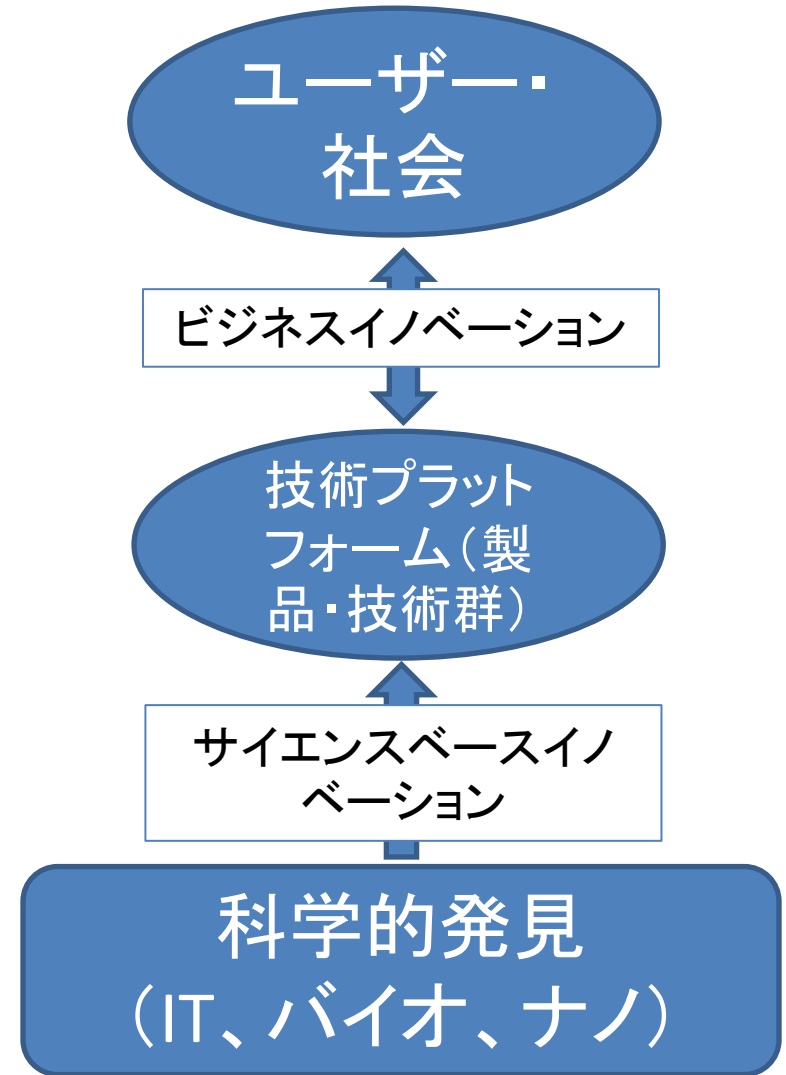 ユーザー・
社会
ビジネスイノベーション
技術プラット
フォーム（製
品・技術群）
サイエンスベースイノ
ベーション
科学的発見
（IT、バイオ、ナノ）